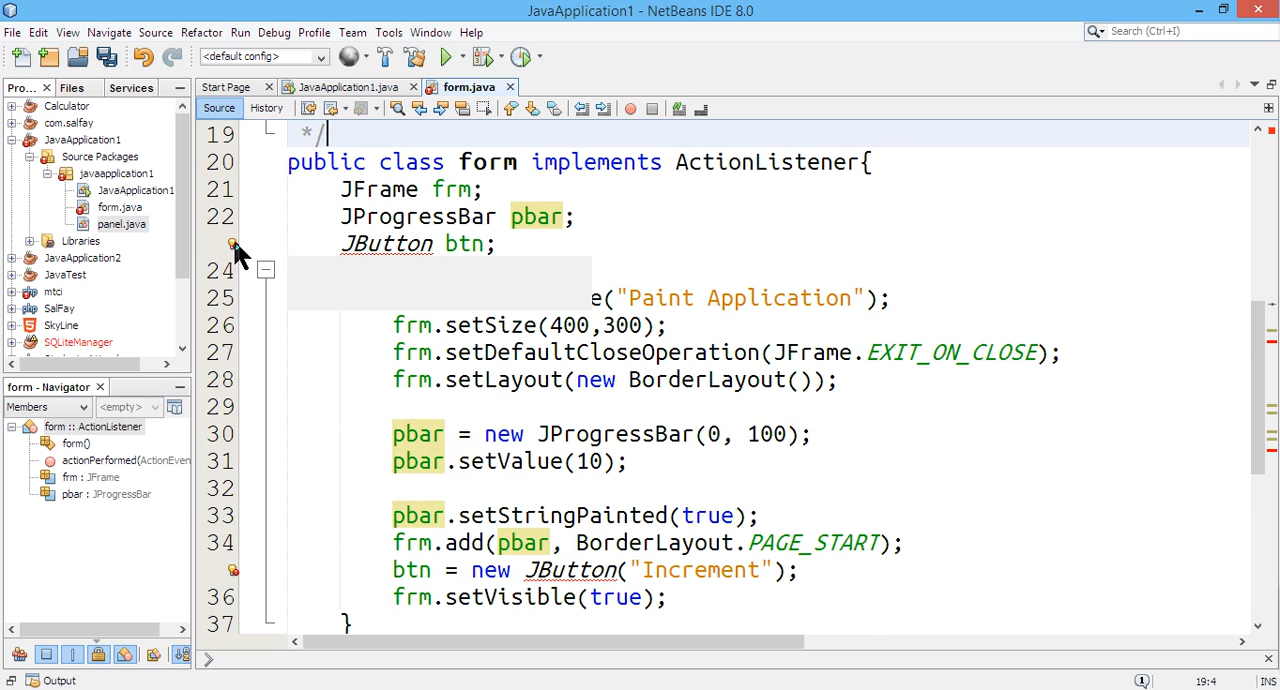 JavaApplication1 - NetBeans IDE 8.0
File Edit View Navigate Source Refactor Run Debug Profile Team Tools Window Help
Search (Ctrl+I)
<default config>
Pro... Files Services
Start Page JavaApplication1.java form.java
Source History
Calculator
com.salfay
JavaApplication1
Source Packages
javaapplication1
JavaApplication1
form.java
panel.java
Libraries
JavaApplication2
JavaTest
mtci
SalFay
SkyLine
SQLiteManager
form - Navigator
Members <empty>
form :: ActionListener
form()
actionPerformed(ActionEven
frm : JFrame
pbar : JProgressBar
19 */
20 public class form implements ActionListener{
21 JFrame frm;
22 JProgressBar pbar;
JButton btn;
24
25 e("Paint Application");
26 frm.setSize(400,300);
27 frm.setDefaultCloseOperation(JFrame.EXIT_ON_CLOSE);
28 frm.setLayout(new BorderLayout());
29
30 pbar = new JProgressBar(0, 100);
31 pbar.setValue(10);
32
33 pbar.setStringPainted(true);
34 frm.add(pbar, BorderLayout.PAGE_START);
btn = new JButton("Increment");
36 frm.setVisible(true);
37 }
Output
19:4 INS